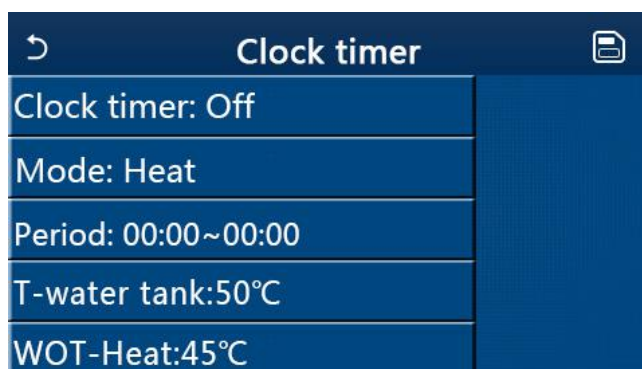 Clock timer
Clock timer: Off
Mode: Heat
Period: 00:00~00:00
T-water tank:50℃
WOT-Heat:45℃